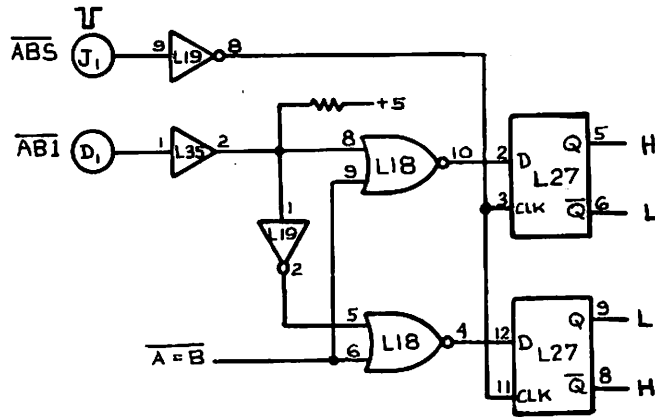 ABS J1 9 L19 8
+5
AB1 D1 1 L35 2
8 9 L18 10
2 D Q 5 H
L27
3 CLK Q 6 L
1 L19 2
5 6 L18 4
12 D Q 9 L
L27
11 CLK Q 8 H
A=B